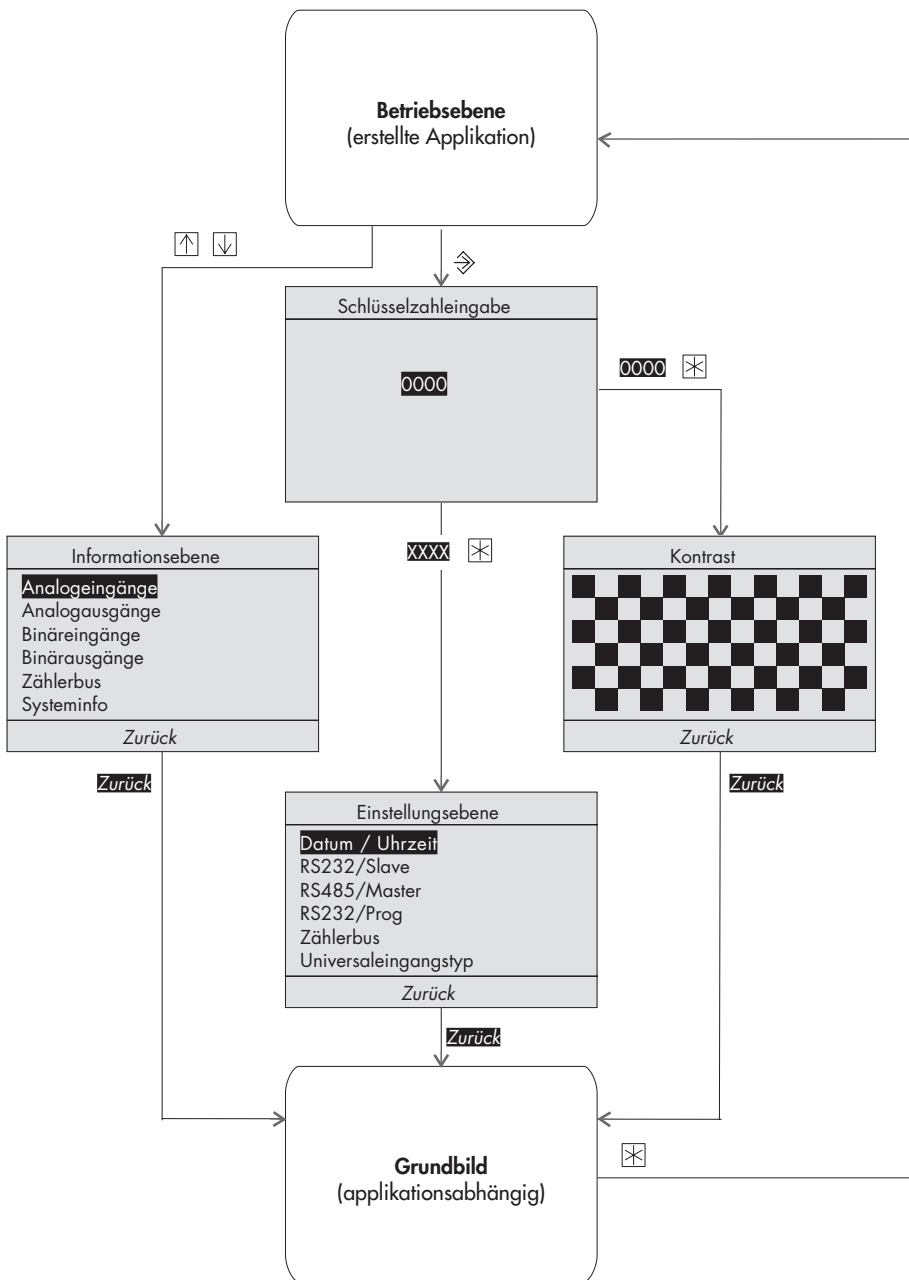 Betriebsebene
(erstellte Applikation)
Schlüsselzahleingabe
0000
0000
Informationsebene
Analogeingänge
Analogausgänge
Binäreingänge
Binärausgänge
Zählerbus
Systeminfo
Zurück
Zurück
XXXX
Kontrast
Zurück
Zurück
Einstellungsebene
Datum / Uhrzeit
RS232/Slave
RS485/Master
RS232/Prog
Zählerbus
Universaleingangstyp
Zurück
Zurück
Grundbild
(applikationsabhängig)